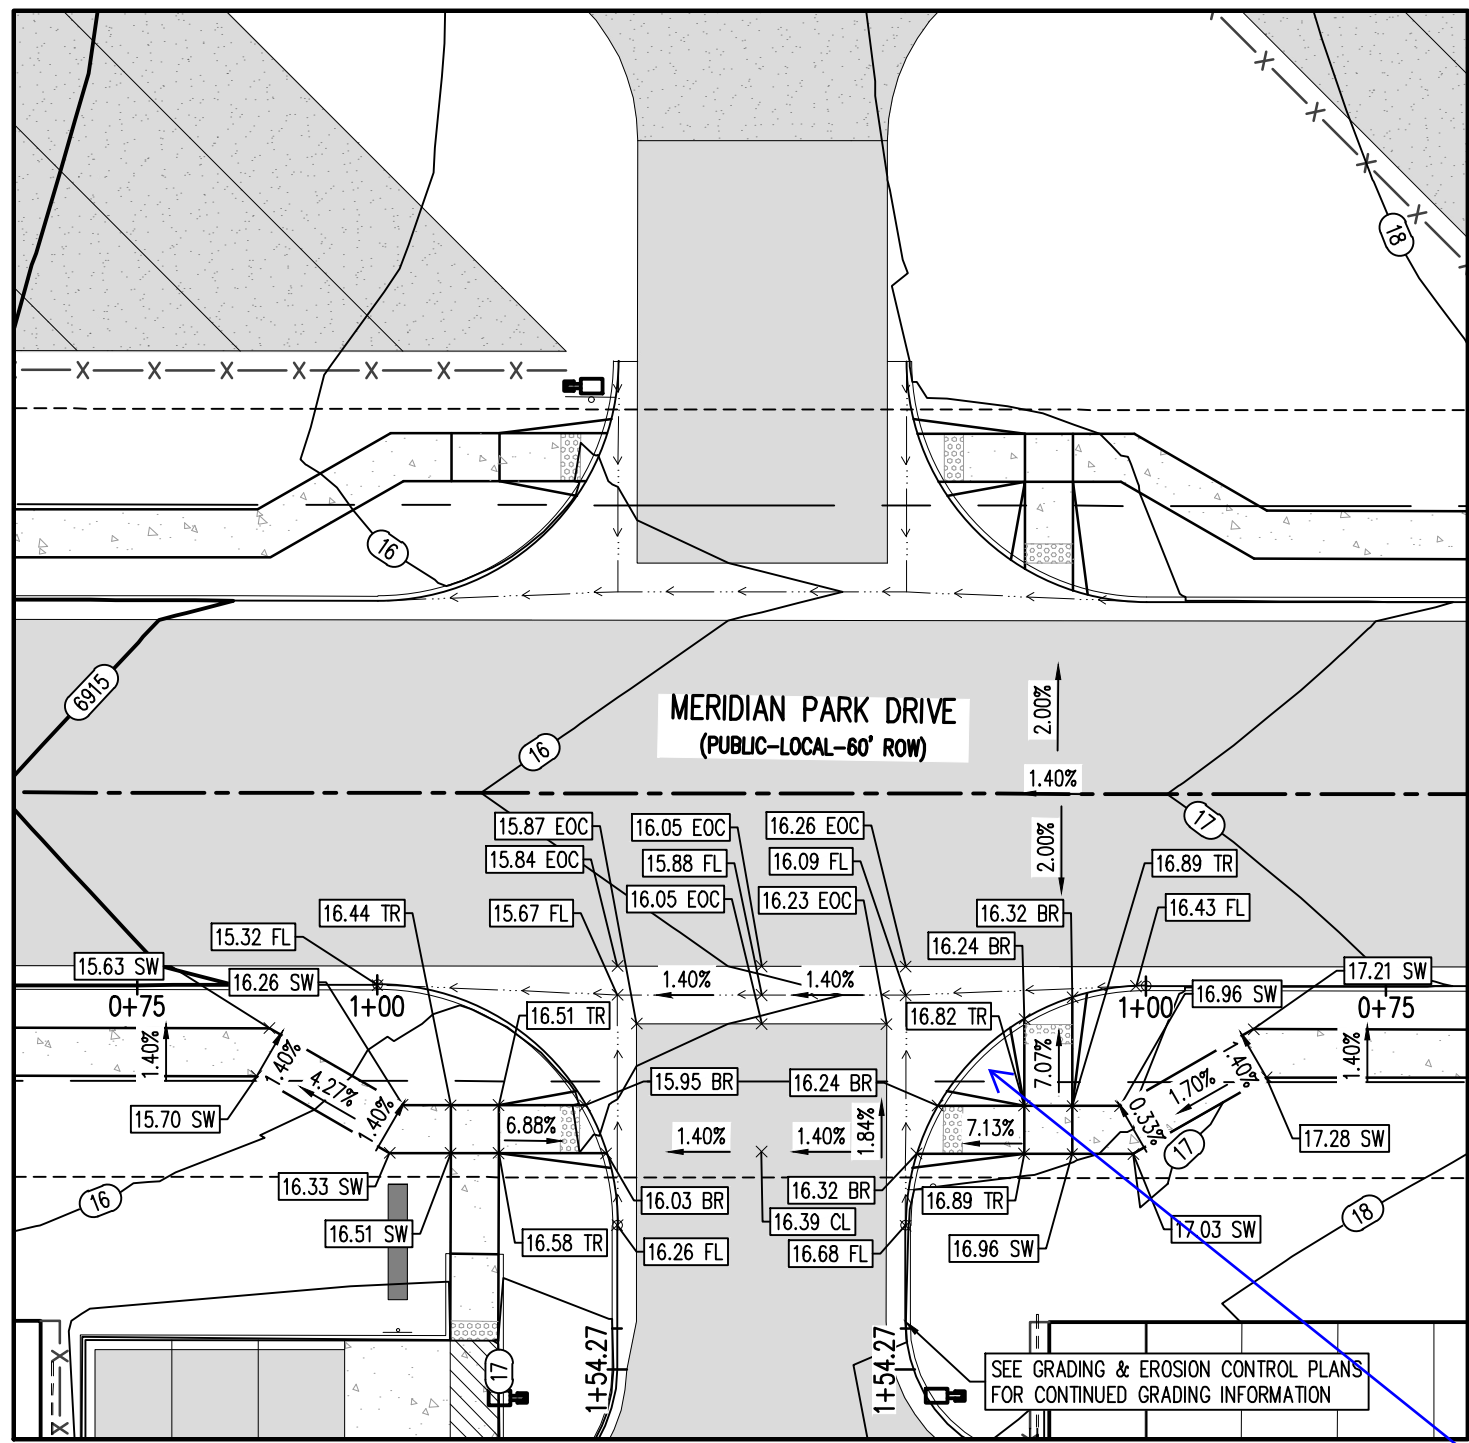 18
16
6915
MERIDIAN PARK DRIVE
(PUBLIC-LOCAL-60' ROW)
2.00%
16
1.40%
17
2.00%
15.87 EOC
16.05 EOC
16.26 EOC
15.84 EOC
15.88 FL
16.09 FL
16.89 TR
16.44 TR
15.67 FL
16.05 EOC
16.23 EOC
16.32 BR
16.43 FL
15.32 FL
16.24 BR
15.63 SW
16.26 SW
1.40%
1.40%
17.21 SW
0+75
1+00
16.51 TR
16.82 TR
1+00
16.96 SW
0+75
1.40%
1.40%
4.27%
1.40%
7.07%
1.70%
1.40%
1.40%
15.70 SW
15.95 BR
16.24 BR
0.33%
6.88%
1.40%
1.40%
1.84%
7.13%
17.28 SW
17
16.33 SW
16.03 BR
16.32 BR
16.89 TR
16
18
16.51 SW
16.58 TR
16.39 CL
17.03 SW
16.26 FL
16.68 FL
16.96 SW
17
1+54.27
1+54.27
SEE GRADING & EROSION CONTROL PLANS
FOR CONTINUED GRADING INFORMATION